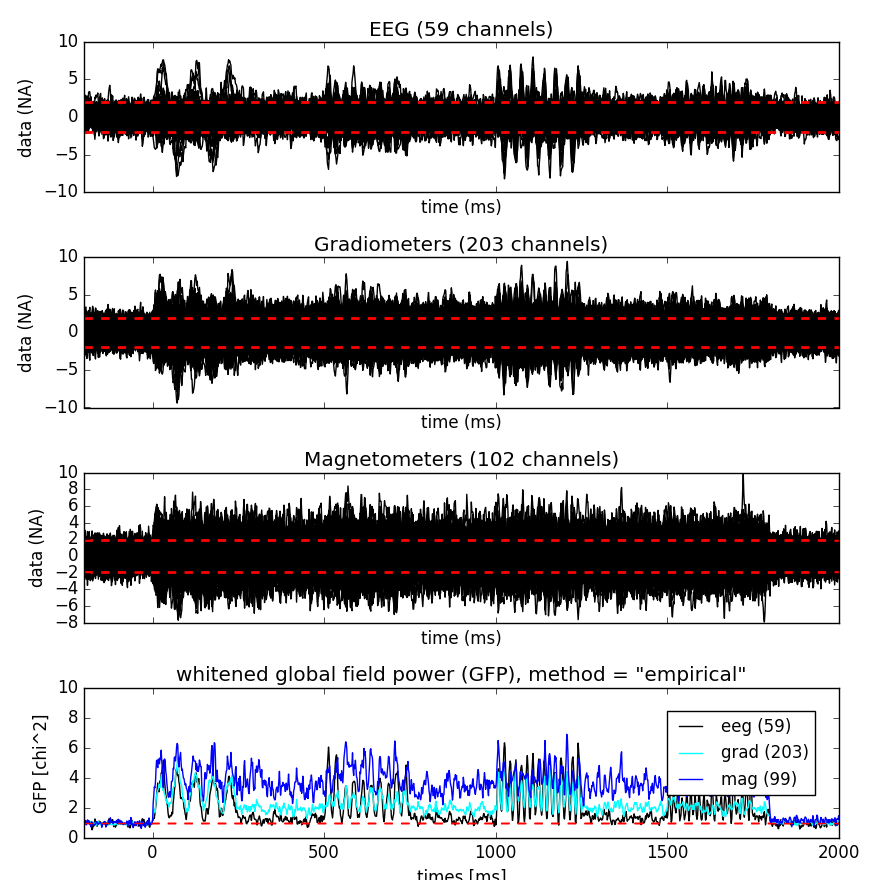 EEG (59 channels)
10
5
0
−5
−10
data (NA)
time (ms)
Gradiometers (203 channels)
10
5
0
−5
−10
data (NA)
time (ms)
Magnetometers (102 channels)
10
8
6
4
2
0
−2
−4
−6
−8
data (NA)
time (ms)
whitened global field power (GFP), method = "empirical"
10
8
6
4
2
0
GFP [chi^2]
eeg (59)
grad (203)
mag (99)
0 500 1000 1500 2000
times [ms]